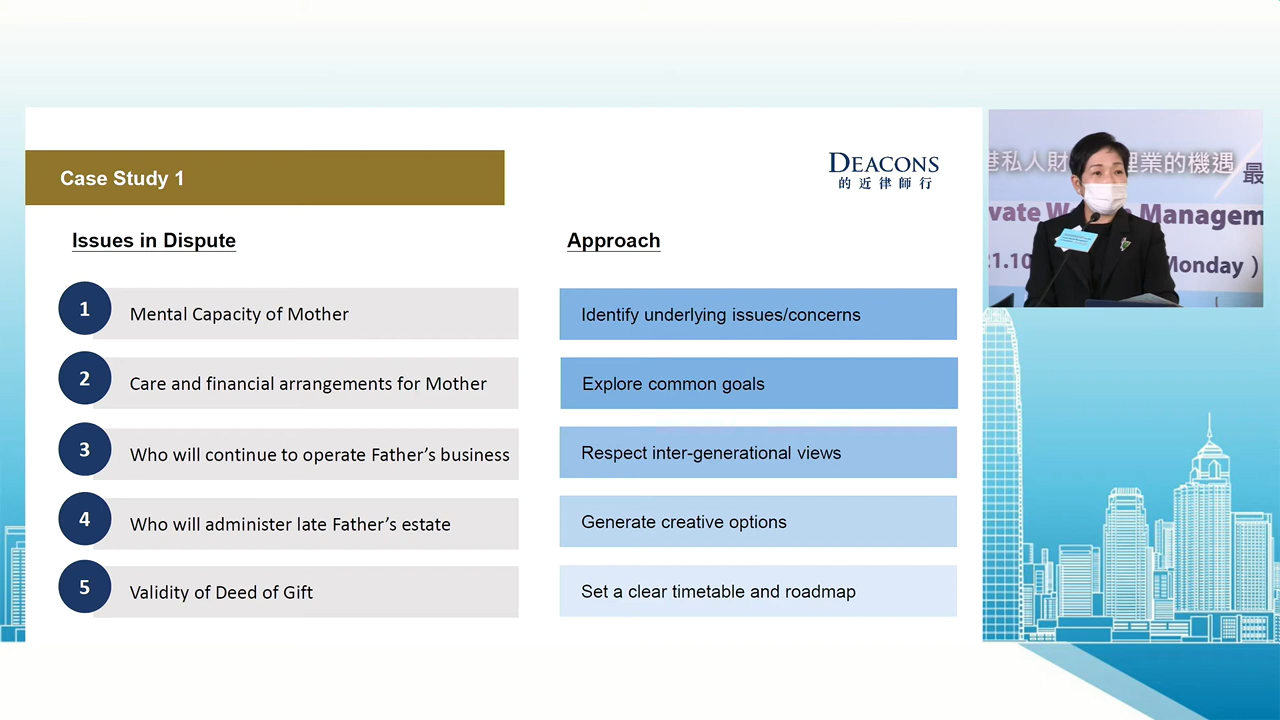 Case Study 1
DEACONS
的近律師行
Issues in Dispute
Approach
1
Mental Capacity of Mother
Identify underlying issues/concerns
2
Care and financial arrangements for Mother
Explore common goals
3
Who will continue to operate Father’s business
Respect inter-generational views
4
Who will administer late Father’s estate
Generate creative options
5
Validity of Deed of Gift
Set a clear timetable and roadmap
港私人財 理業的機遇
最
vate W Managem
21.10 Monday )